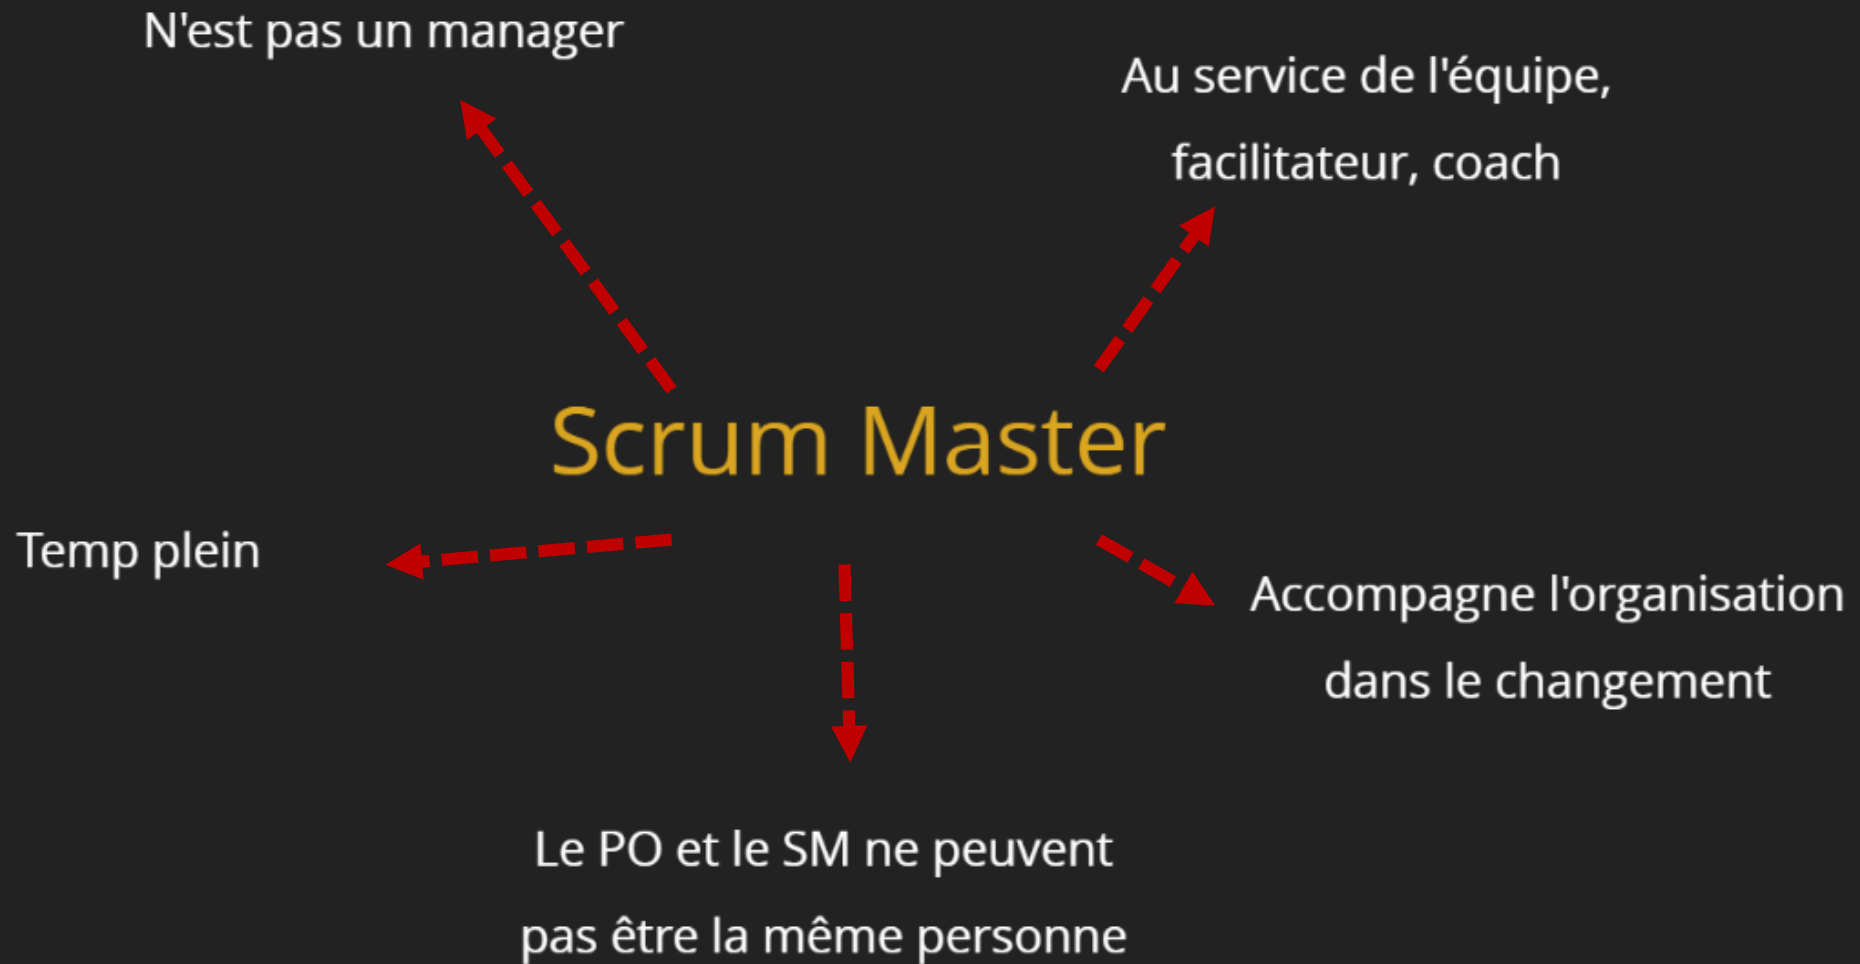 N'est pas un manager
Au service de l'équipe,
facilitateur, coach
Scrum Master
Temp plein
Accompagne l'organisation
dans le changement
Le PO et le SM ne peuvent
pas être la même personne